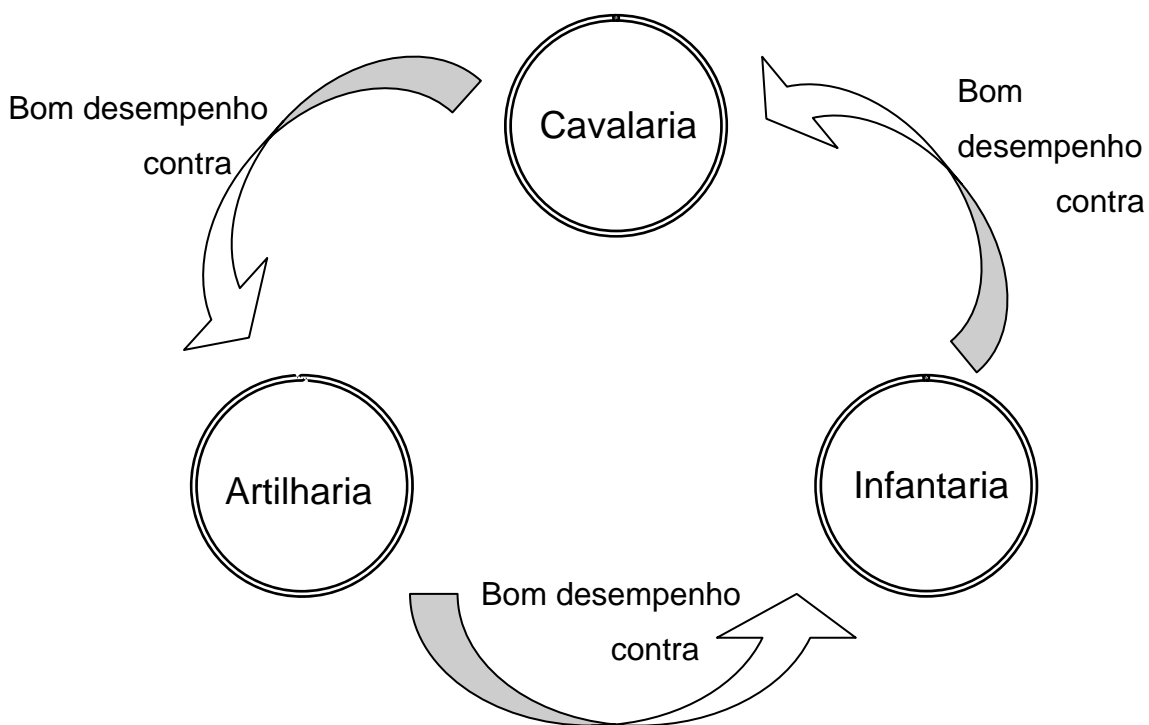 Bom desempenho
contra
Cavalaria
Bom
desempenho
contra
Artilharia
Infantaria
Bom desempenho
contra